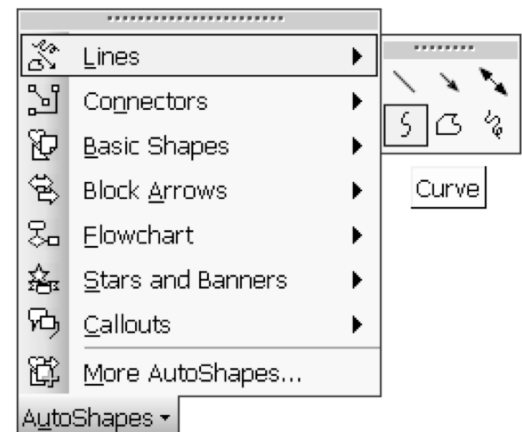 Lines
Connectors
Basic Shapes
Block Arrows
Flowchart
Stars and Banners
Callouts
More AutoShapes...
AutoShapes
Curve